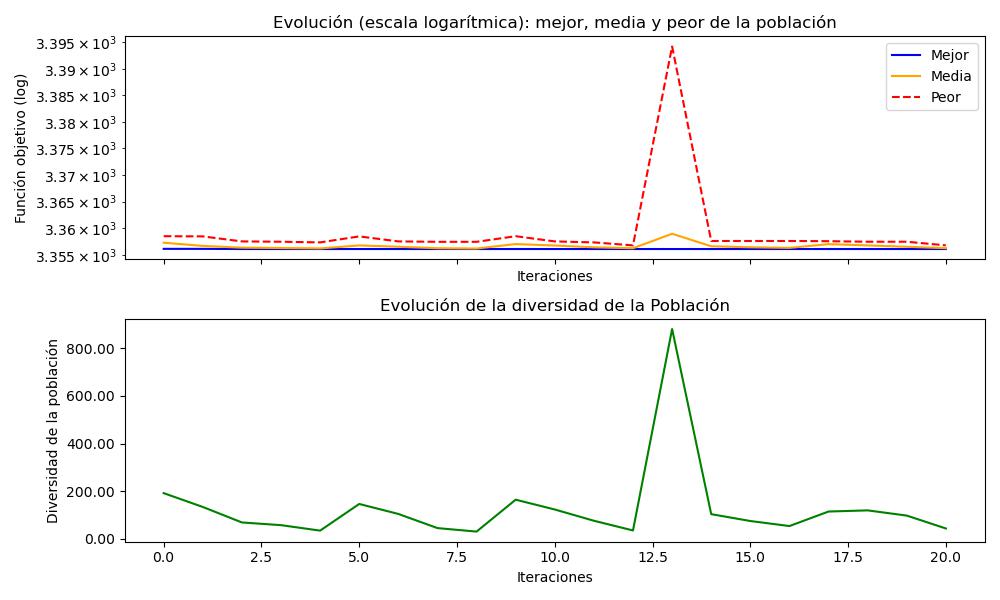 Evolución (escala logarítmica): mejor, media y peor de la población
Función objetivo (log)
3.395 × 10³
3.39 × 10³
3.385 × 10³
3.38 × 10³
3.375 × 10³
3.37 × 10³
3.365 × 10³
3.36 × 10³
3.355 × 10³
Mejor
Media
Peor
Iteraciones
Evolución de la diversidad de la Población
Diversidad de la población
800.00
600.00
400.00
200.00
0.00
0.0 2.5 5.0 7.5 10.0 12.5 15.0 17.5 20.0
Iteraciones